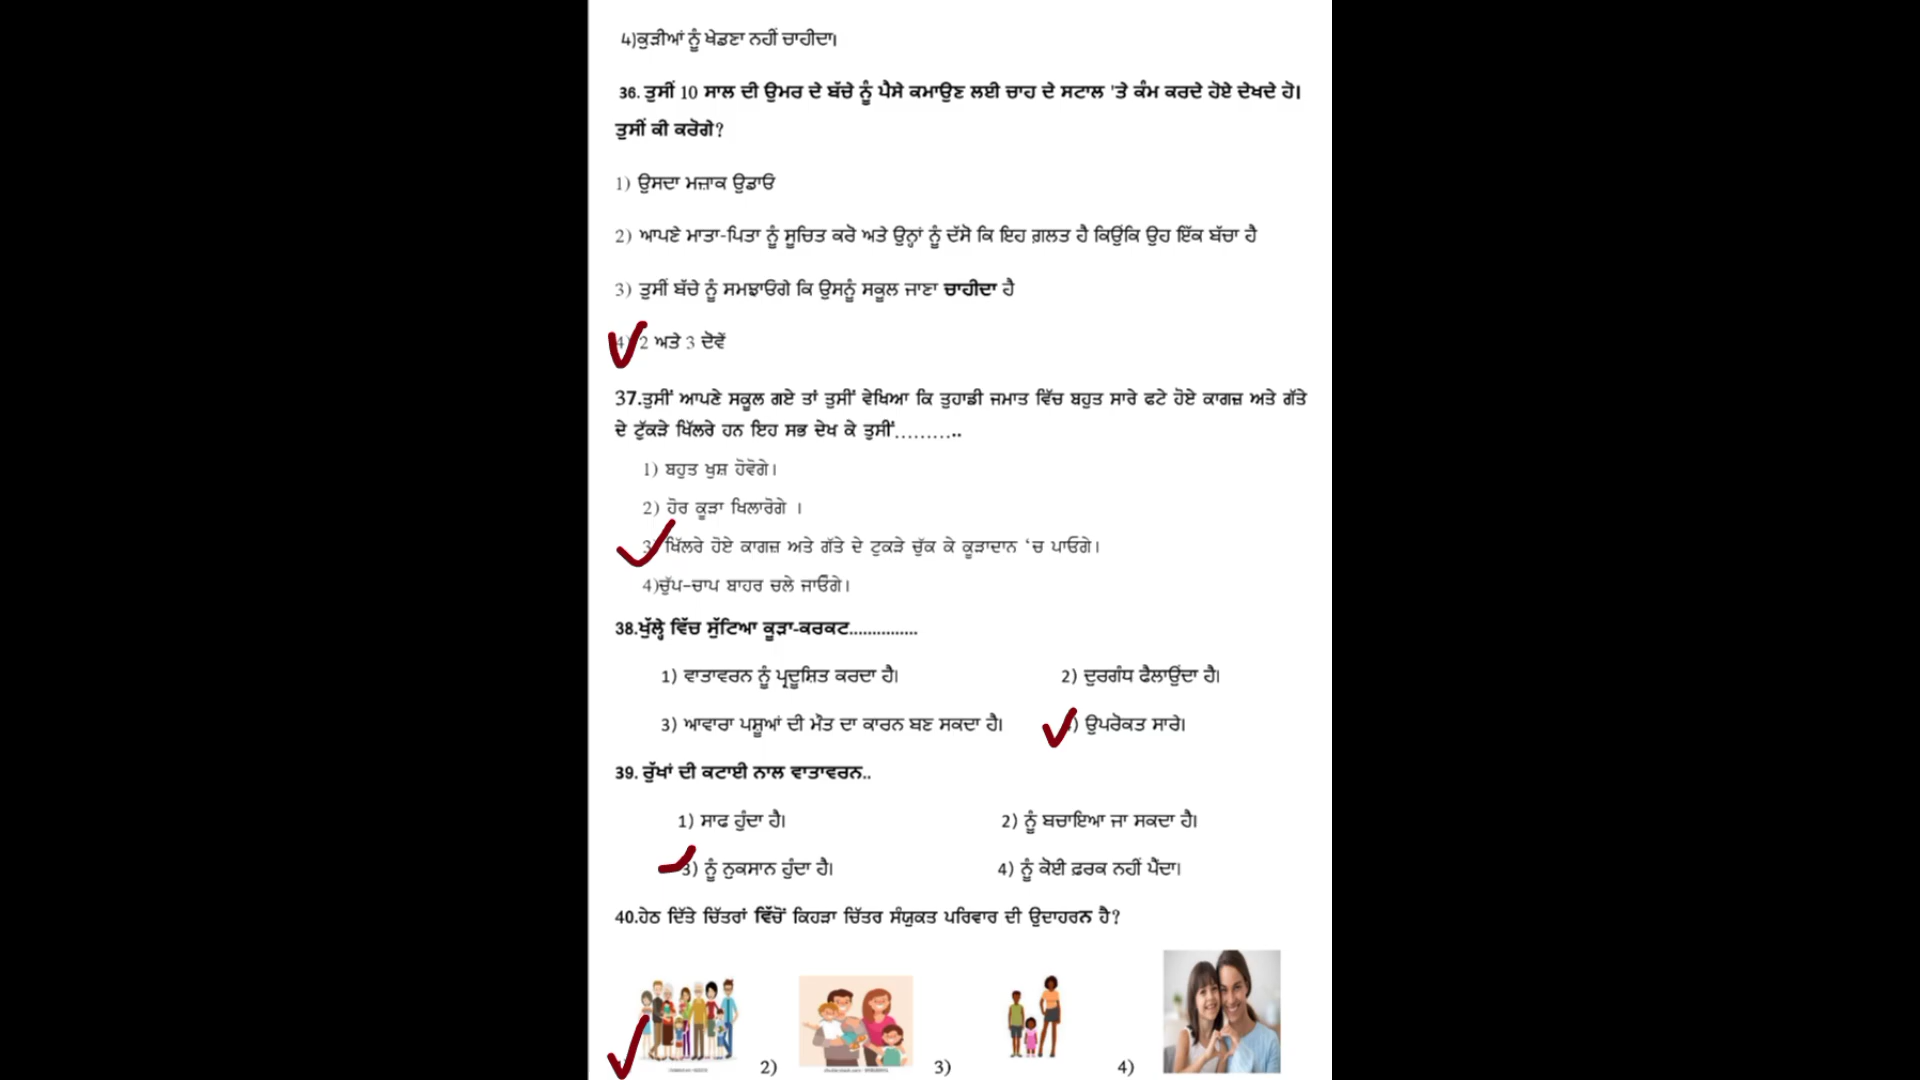 4)ਕੁੜੀਆਂ ਨੂੰ ਖੇਡਣਾ ਨਹੀਂ ਚਾਹੀਦਾ।
36. ਤੁਸੀਂ 10 ਸਾਲ ਦੀ ਉਮਰ ਦੇ ਬੱਚੇ ਨੂੰ ਪੈਸੇ ਕਮਾਉਣ ਲਈ ਚਾਹ ਦੇ ਸਟਾਲ 'ਤੇ ਕੰਮ ਕਰਦੇ ਹੋਏ ਦੇਖਦੇ ਹੋ।
ਤੁਸੀਂ ਕੀ ਕਰੋਗੇ?
1) ਉਸਦਾ ਮਜ਼ਾਕ ਉਡਾਓ
2) ਆਪਣੇ ਮਾਤਾ-ਪਿਤਾ ਨੂੰ ਸੂਚਿਤ ਕਰੋ ਅਤੇ ਉਨ੍ਹਾਂ ਨੂੰ ਦੱਸੋ ਕਿ ਇਹ ਗ਼ਲਤ ਹੈ ਕਿਉਂਕਿ ਉਹ ਇੱਕ ਬੱਚਾ ਹੈ
3) ਤੁਸੀਂ ਬੱਚੇ ਨੂੰ ਸਮਝਾਓਗੇ ਕਿ ਉਸਨੂੰ ਸਕੂਲ ਜਾਣਾ ਚਾਹੀਦਾ ਹੈ
4) 2 ਅਤੇ 3 ਦੋਵੇਂ
37.ਤੁਸੀਂ ਆਪਣੇ ਸਕੂਲ ਗਏ ਤਾਂ ਤੁਸੀਂ ਵੇਖਿਆ ਕਿ ਤੁਹਾਡੀ ਜਮਾਤ ਵਿੱਚ ਬਹੁਤ ਸਾਰੇ ਫਟੇ ਹੋਏ ਕਾਗਜ਼ ਅਤੇ ਗੱਤੇ
ਦੇ ਟੁੱਕੜੇ ਖਿੱਲਰੇ ਹਨ ਇਹ ਸਭ ਦੇਖ ਕੇ ਤੁਸੀਂ...........
1) ਬਹੁਤ ਖੁਸ਼ ਹੋਵੋਗੇ।
2) ਹੋਰ ਕੂੜਾ ਖਿਲਾਰੋਗੇ ।
3) ਖਿੱਲਰੇ ਹੋਏ ਕਾਗਜ਼ ਅਤੇ ਗੱਤੇ ਦੇ ਟੁਕੜੇ ਚੁੱਕ ਕੇ ਕੂੜਾਦਾਨ 'ਚ ਪਾਓਗੇ।
4)ਚੁੱਪ-ਚਾਪ ਬਾਹਰ ਚਲੇ ਜਾਓਗੇ।
38.ਖੁੱਲ੍ਹੇ ਵਿੱਚ ਸੁੱਟਿਆ ਕੂੜਾ-ਕਰਕਟ...............
1) ਵਾਤਾਵਰਨ ਨੂੰ ਪ੍ਰਦੂਸ਼ਿਤ ਕਰਦਾ ਹੈ। 2) ਦੁਰਗੰਧ ਫੈਲਾਉਂਦਾ ਹੈ।
3) ਆਵਾਰਾ ਪਸ਼ੂਆਂ ਦੀ ਮੌਤ ਦਾ ਕਾਰਨ ਬਣ ਸਕਦਾ ਹੈ। ) ਉਪਰੋਕਤ ਸਾਰੇ।
39. ਰੁੱਖਾਂ ਦੀ ਕਟਾਈ ਨਾਲ ਵਾਤਾਵਰਨ..
1) ਸਾਫ ਹੁੰਦਾ ਹੈ। 2) ਨੂੰ ਬਚਾਇਆ ਜਾ ਸਕਦਾ ਹੈ।
3) ਨੂੰ ਨੁਕਸਾਨ ਹੁੰਦਾ ਹੈ। 4) ਨੂੰ ਕੋਈ ਫ਼ਰਕ ਨਹੀਂ ਪੈਂਦਾ।
40.ਹੇਠ ਦਿੱਤੇ ਚਿੱਤਰਾਂ ਵਿੱਚੋਂ ਕਿਹੜਾ ਚਿੱਤਰ ਸੰਯੁਕਤ ਪਰਿਵਾਰ ਦੀ ਉਦਾਹਰਨ ਹੈ?
2) 3) 4)